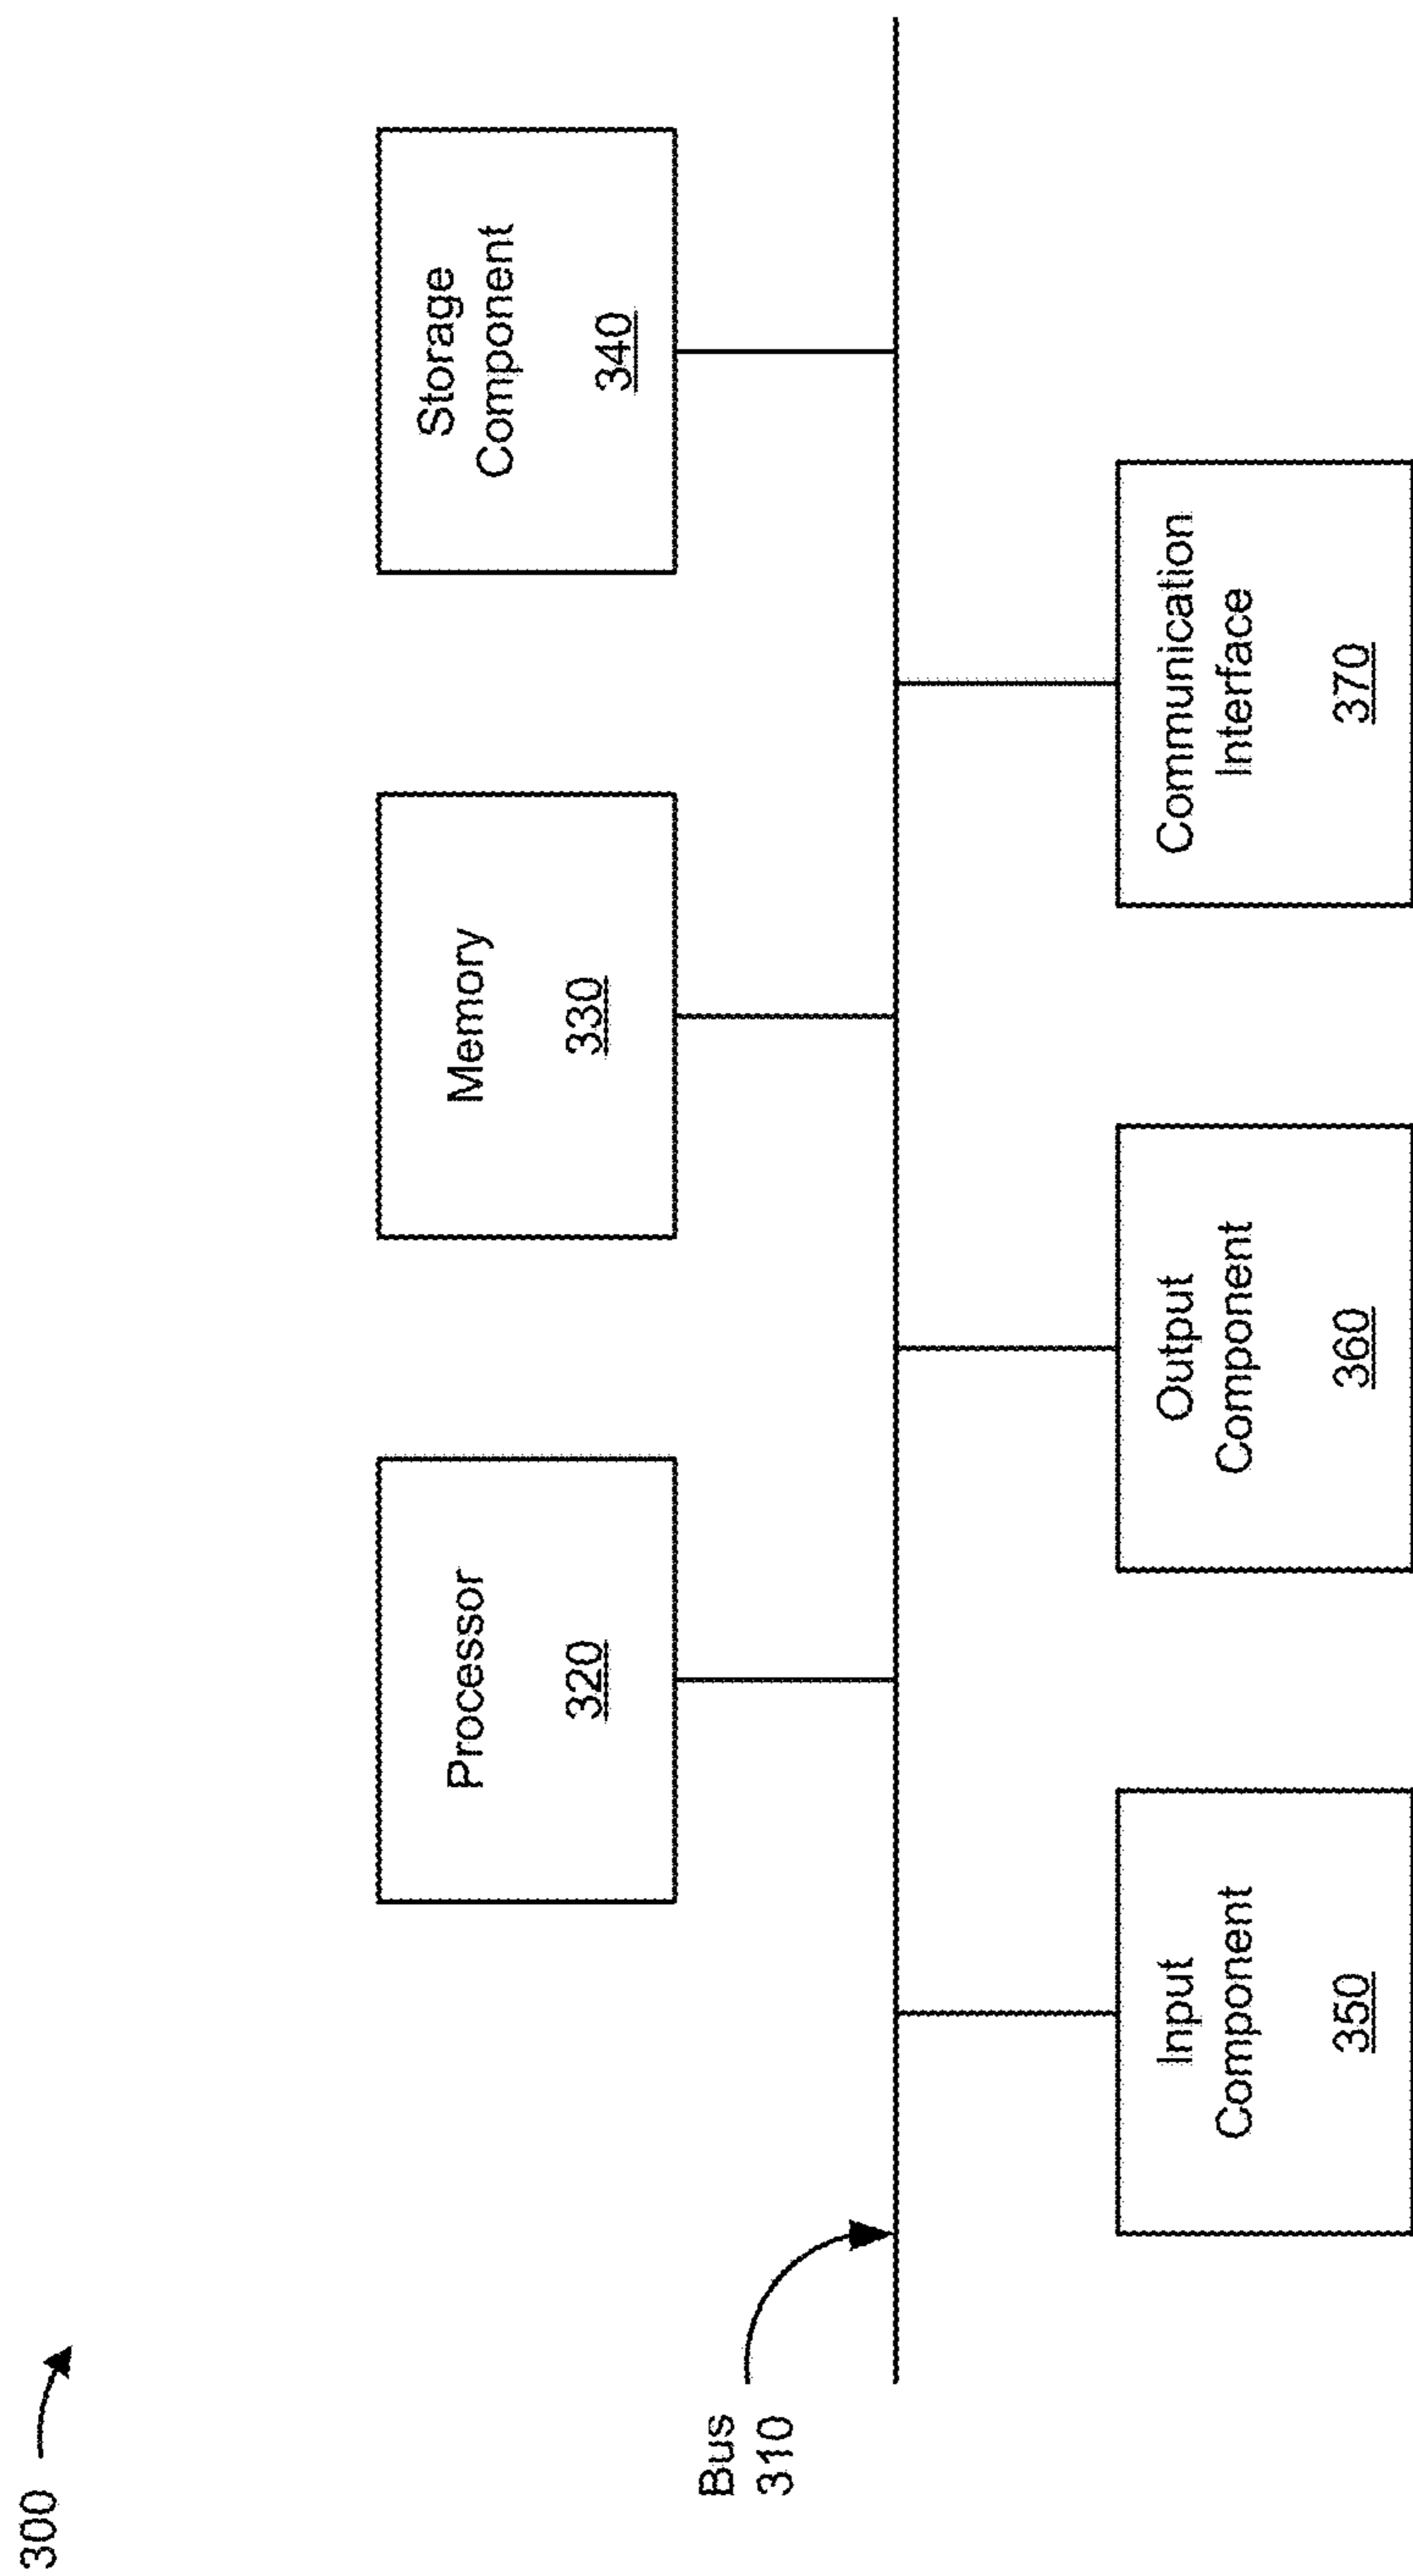 300
Processor
320
Memory
330
Storage
Component
340
Bus
310
Input
Component
350
Output
Component
360
Communication
Interface
370